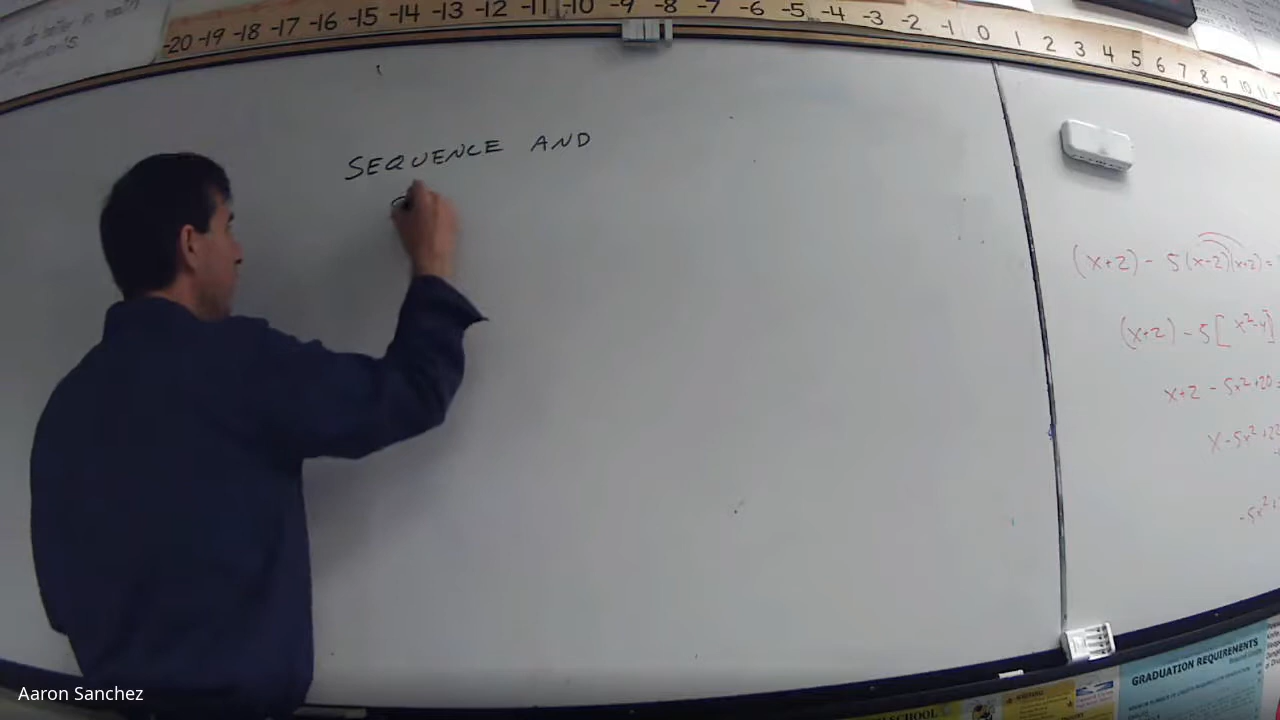 -20 -19 -18 -17 -16 -15 -14 -13 -12 -11 -10 -9 -8 -7 -6 -5 -4 -3 -2 -1 0 1 2 3 4 5 6 7 8 9 10 11
SEQUENCE AND
(x+2) - 5(x-2)(x+2) =
(x+2) - 5[x²-4]
x+2 - 5x²+20
x - 5x²+22
-5x²+
GRADUATION REQUIREMENTS
SCHOOL
Aaron Sanchez